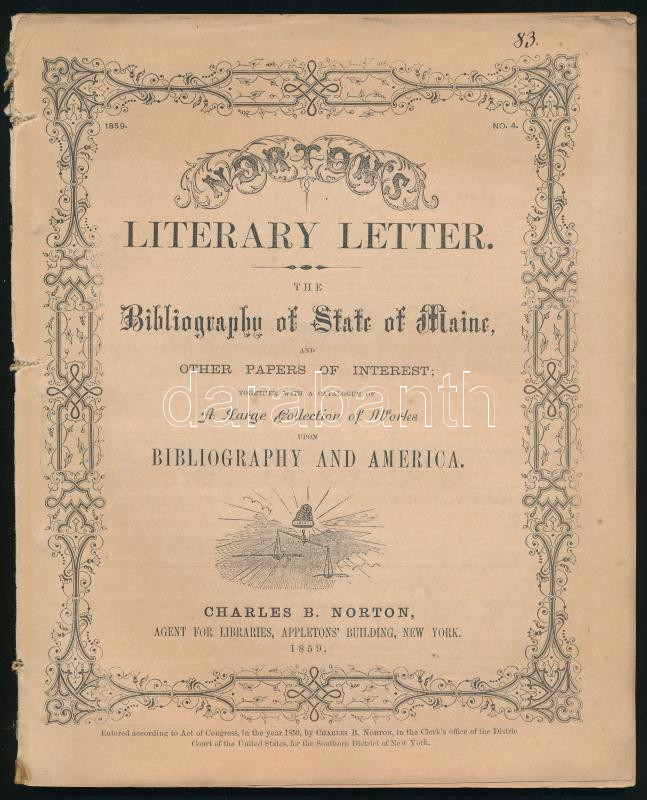 83.
1859. NO. 4.
NORTON'S
LITERARY LETTER.
THE
Bibliography of State of Maine,
AND
OTHER PAPERS OF INTEREST;
TOGETHER WITH A CATALOGUE OF
A Large Collection of Works
UPON
BIBLIOGRAPHY AND AMERICA.
darabanth
CHARLES B. NORTON,
AGENT FOR LIBRARIES, APPLETONS' BUILDING, NEW YORK.
1859.
Entered according to Act of Congress, in the year 1859, by CHARLES B. NORTON, in the Clerk's office of the Distric
Court of the United States, for the Southern District of New York.